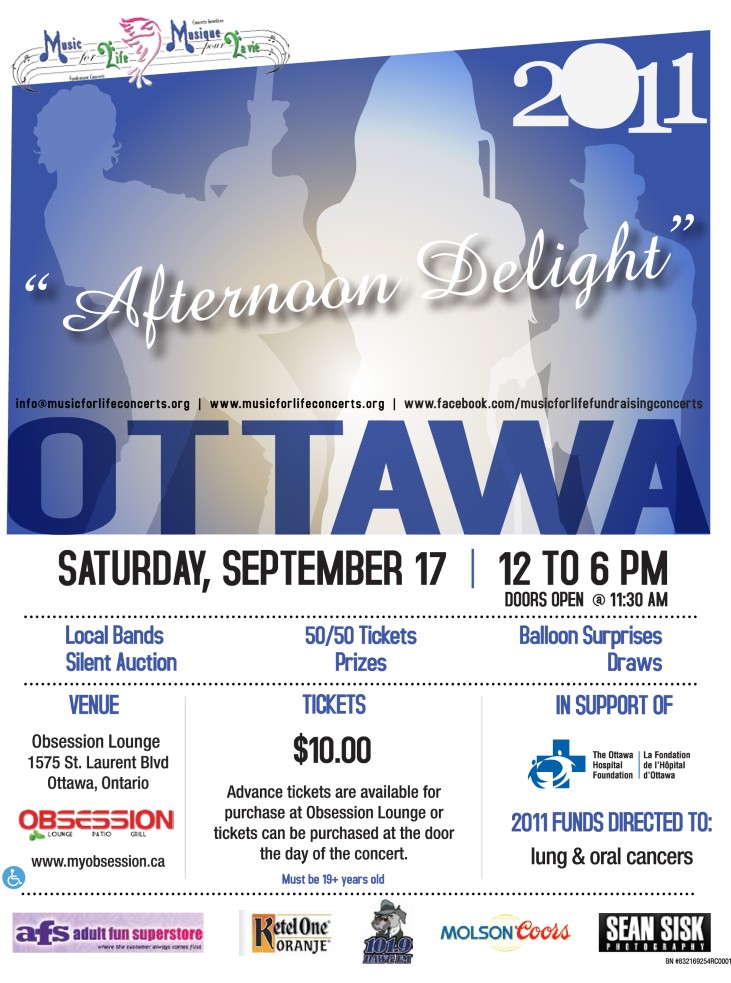 Music for Life
Fundraising Concerts
Concerts bénéfices
Musique pour la vie
2011
“Afternoon Delight”
info@musicforlifeconcerts.org | www.musicforlifeconcerts.org | www.facebook.com/musicforlifefundraisingconcerts
OTTAWA
SATURDAY, SEPTEMBER 17 | 12 TO 6 PM
DOORS OPEN @ 11:30 AM
Local Bands
Silent Auction
50/50 Tickets
Prizes
Balloon Surprises
Draws
VENUE
Obsession Lounge
1575 St. Laurent Blvd
Ottawa, Ontario
OBSESSION
LOUNGE PATIO GRILL
www.myobsession.ca
TICKETS
$10.00
Advance tickets are available for
purchase at Obsession Lounge or
tickets can be purchased at the door
the day of the concert.
Must be 19+ years old
IN SUPPORT OF
The Ottawa
Hospital
Foundation
La Fondation
de l'Hôpital
d'Ottawa
2011 FUNDS DIRECTED TO:
lung & oral cancers
afs adult fun superstore
where the customer always comes first
Ketel One
ORANJE
101.9
DAWG FM
MOLSON Coors
SEAN SISK
PHOTOGRAPHY
BN #832169254RC0001